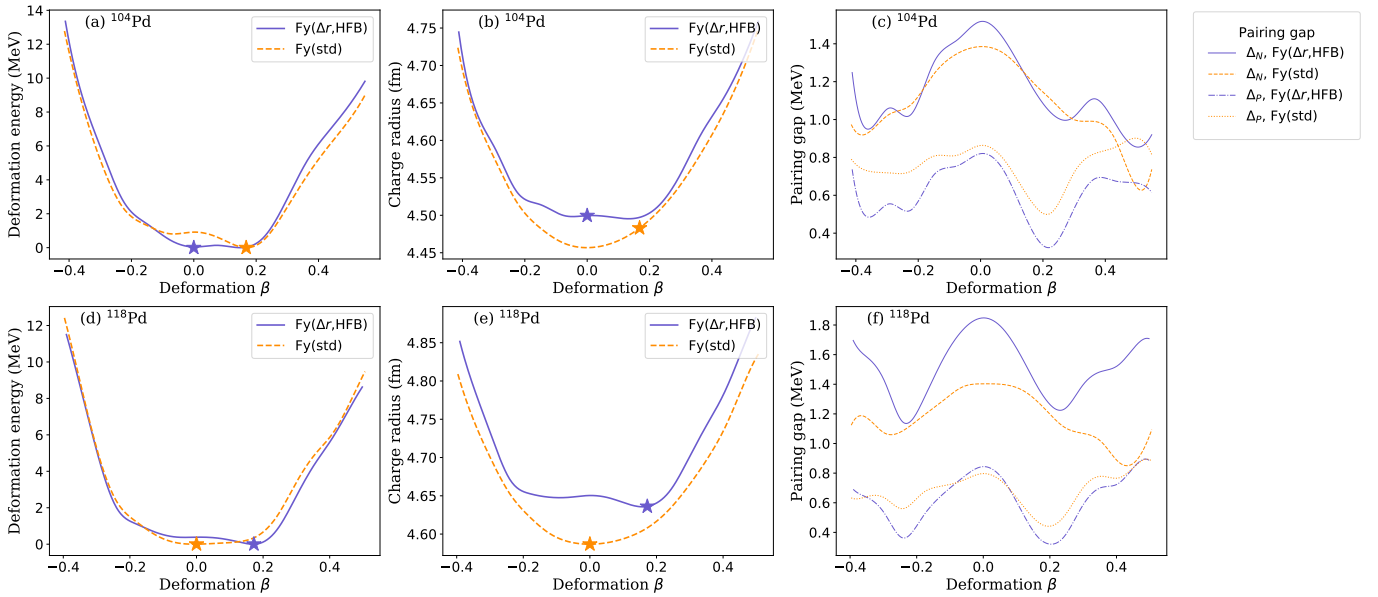 (a) ¹⁰⁴Pd
Fy(Δr,HFB)
Fy(std)
Deformation energy (MeV)
14
12
10
8
6
4
2
0
−0.4 −0.2 0.0 0.2 0.4
Deformation β
(b) ¹⁰⁴Pd
Fy(Δr,HFB)
Fy(std)
Charge radius (fm)
4.75
4.70
4.65
4.60
4.55
4.50
4.45
−0.4 −0.2 0.0 0.2 0.4
Deformation β
(c) ¹⁰⁴Pd
Pairing gap (MeV)
1.4
1.2
1.0
0.8
0.6
0.4
−0.4 −0.2 0.0 0.2 0.4
Deformation β
Pairing gap
Δ_N, Fy(Δr,HFB)
Δ_N, Fy(std)
Δ_P, Fy(Δr,HFB)
Δ_P, Fy(std)
(d) ¹¹⁸Pd
Fy(Δr,HFB)
Fy(std)
Deformation energy (MeV)
12
10
8
6
4
2
0
−0.4 −0.2 0.0 0.2 0.4
Deformation β
(e) ¹¹⁸Pd
Fy(Δr,HFB)
Fy(std)
Charge radius (fm)
4.85
4.80
4.75
4.70
4.65
4.60
−0.4 −0.2 0.0 0.2 0.4
Deformation β
(f) ¹¹⁸Pd
Pairing gap (MeV)
1.8
1.6
1.4
1.2
1.0
0.8
0.6
0.4
−0.4 −0.2 0.0 0.2 0.4
Deformation β